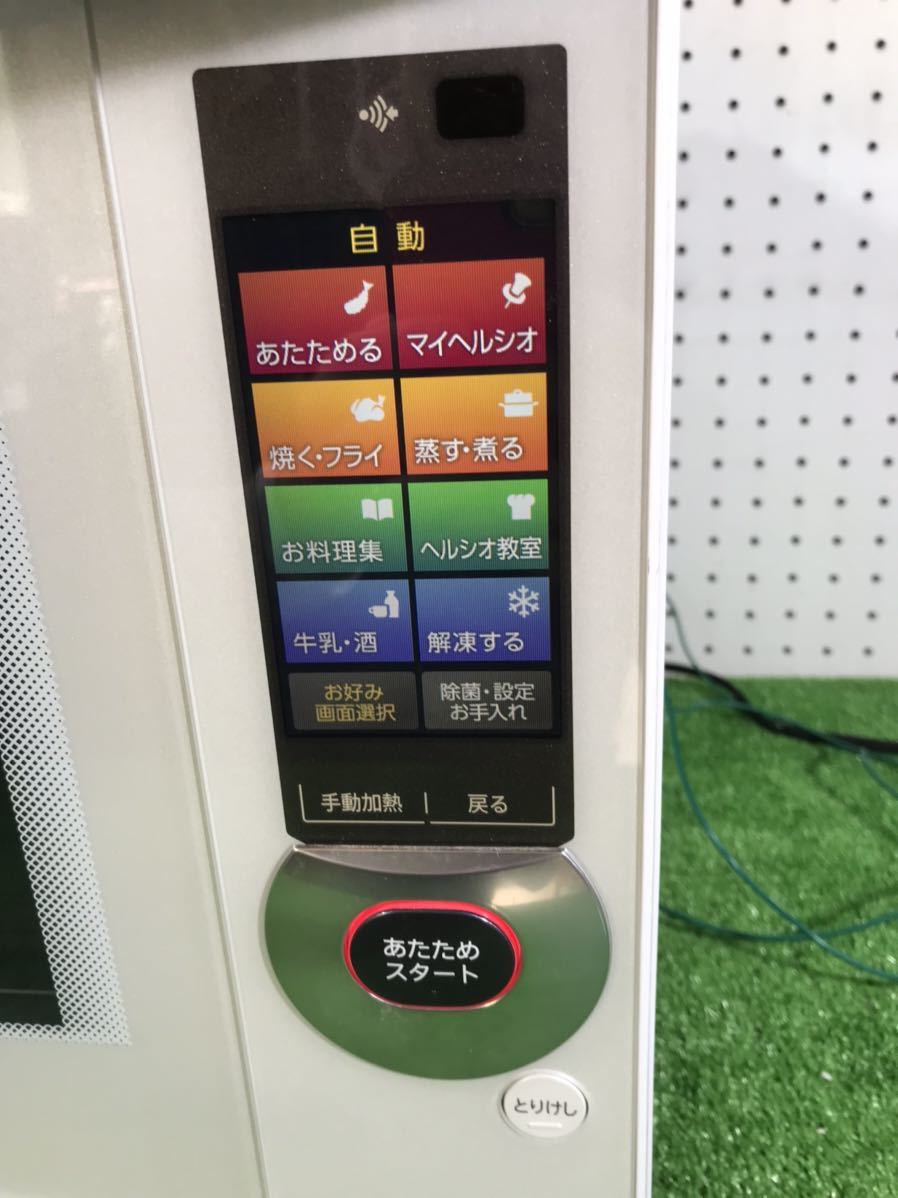 自動
あたためる
マイヘルシオ
焼く・フライ
蒸す・煮る
お料理集
ヘルシオ教室
牛乳・酒
解凍する
お好み
画面選択
除菌・設定
お手入れ
手動加熱
戻る
あたため
スタート
とりけし